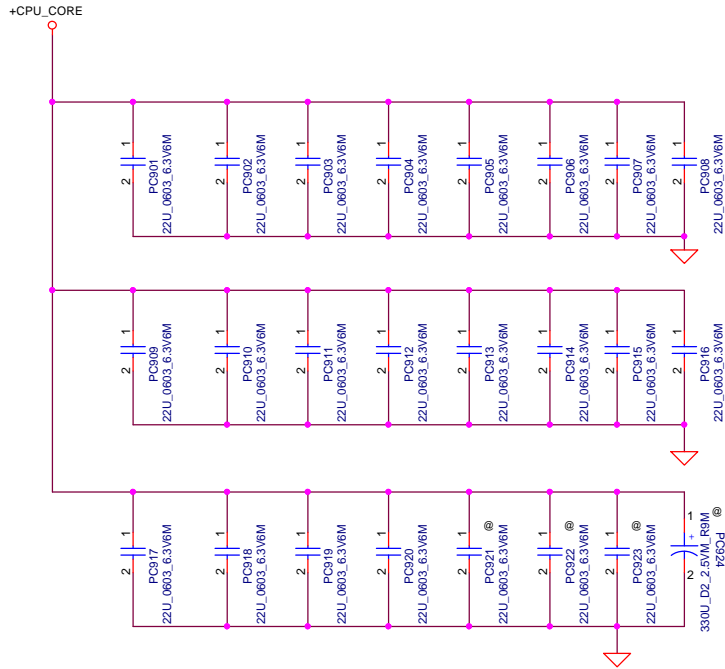 +CPU_CORE
1
2
PC901
22U_0603_6.3V6M
1
2
PC902
22U_0603_6.3V6M
1
2
PC903
22U_0603_6.3V6M
1
2
PC904
22U_0603_6.3V6M
1
2
PC905
22U_0603_6.3V6M
1
2
PC906
22U_0603_6.3V6M
1
2
PC907
22U_0603_6.3V6M
1
2
PC908
22U_0603_6.3V6M
1
2
PC909
22U_0603_6.3V6M
1
2
PC910
22U_0603_6.3V6M
1
2
PC911
22U_0603_6.3V6M
1
2
PC912
22U_0603_6.3V6M
1
2
PC913
22U_0603_6.3V6M
1
2
PC914
22U_0603_6.3V6M
1
2
PC915
22U_0603_6.3V6M
1
2
PC916
22U_0603_6.3V6M
1
2
PC917
22U_0603_6.3V6M
1
2
PC918
22U_0603_6.3V6M
1
2
PC919
22U_0603_6.3V6M
1
2
PC920
22U_0603_6.3V6M
1
2
PC921 @
22U_0603_6.3V6M
1
2
PC922 @
22U_0603_6.3V6M
1
2
PC923 @
22U_0603_6.3V6M
1
+
2
330U_D2_2.5VM_R9M
@
PC924